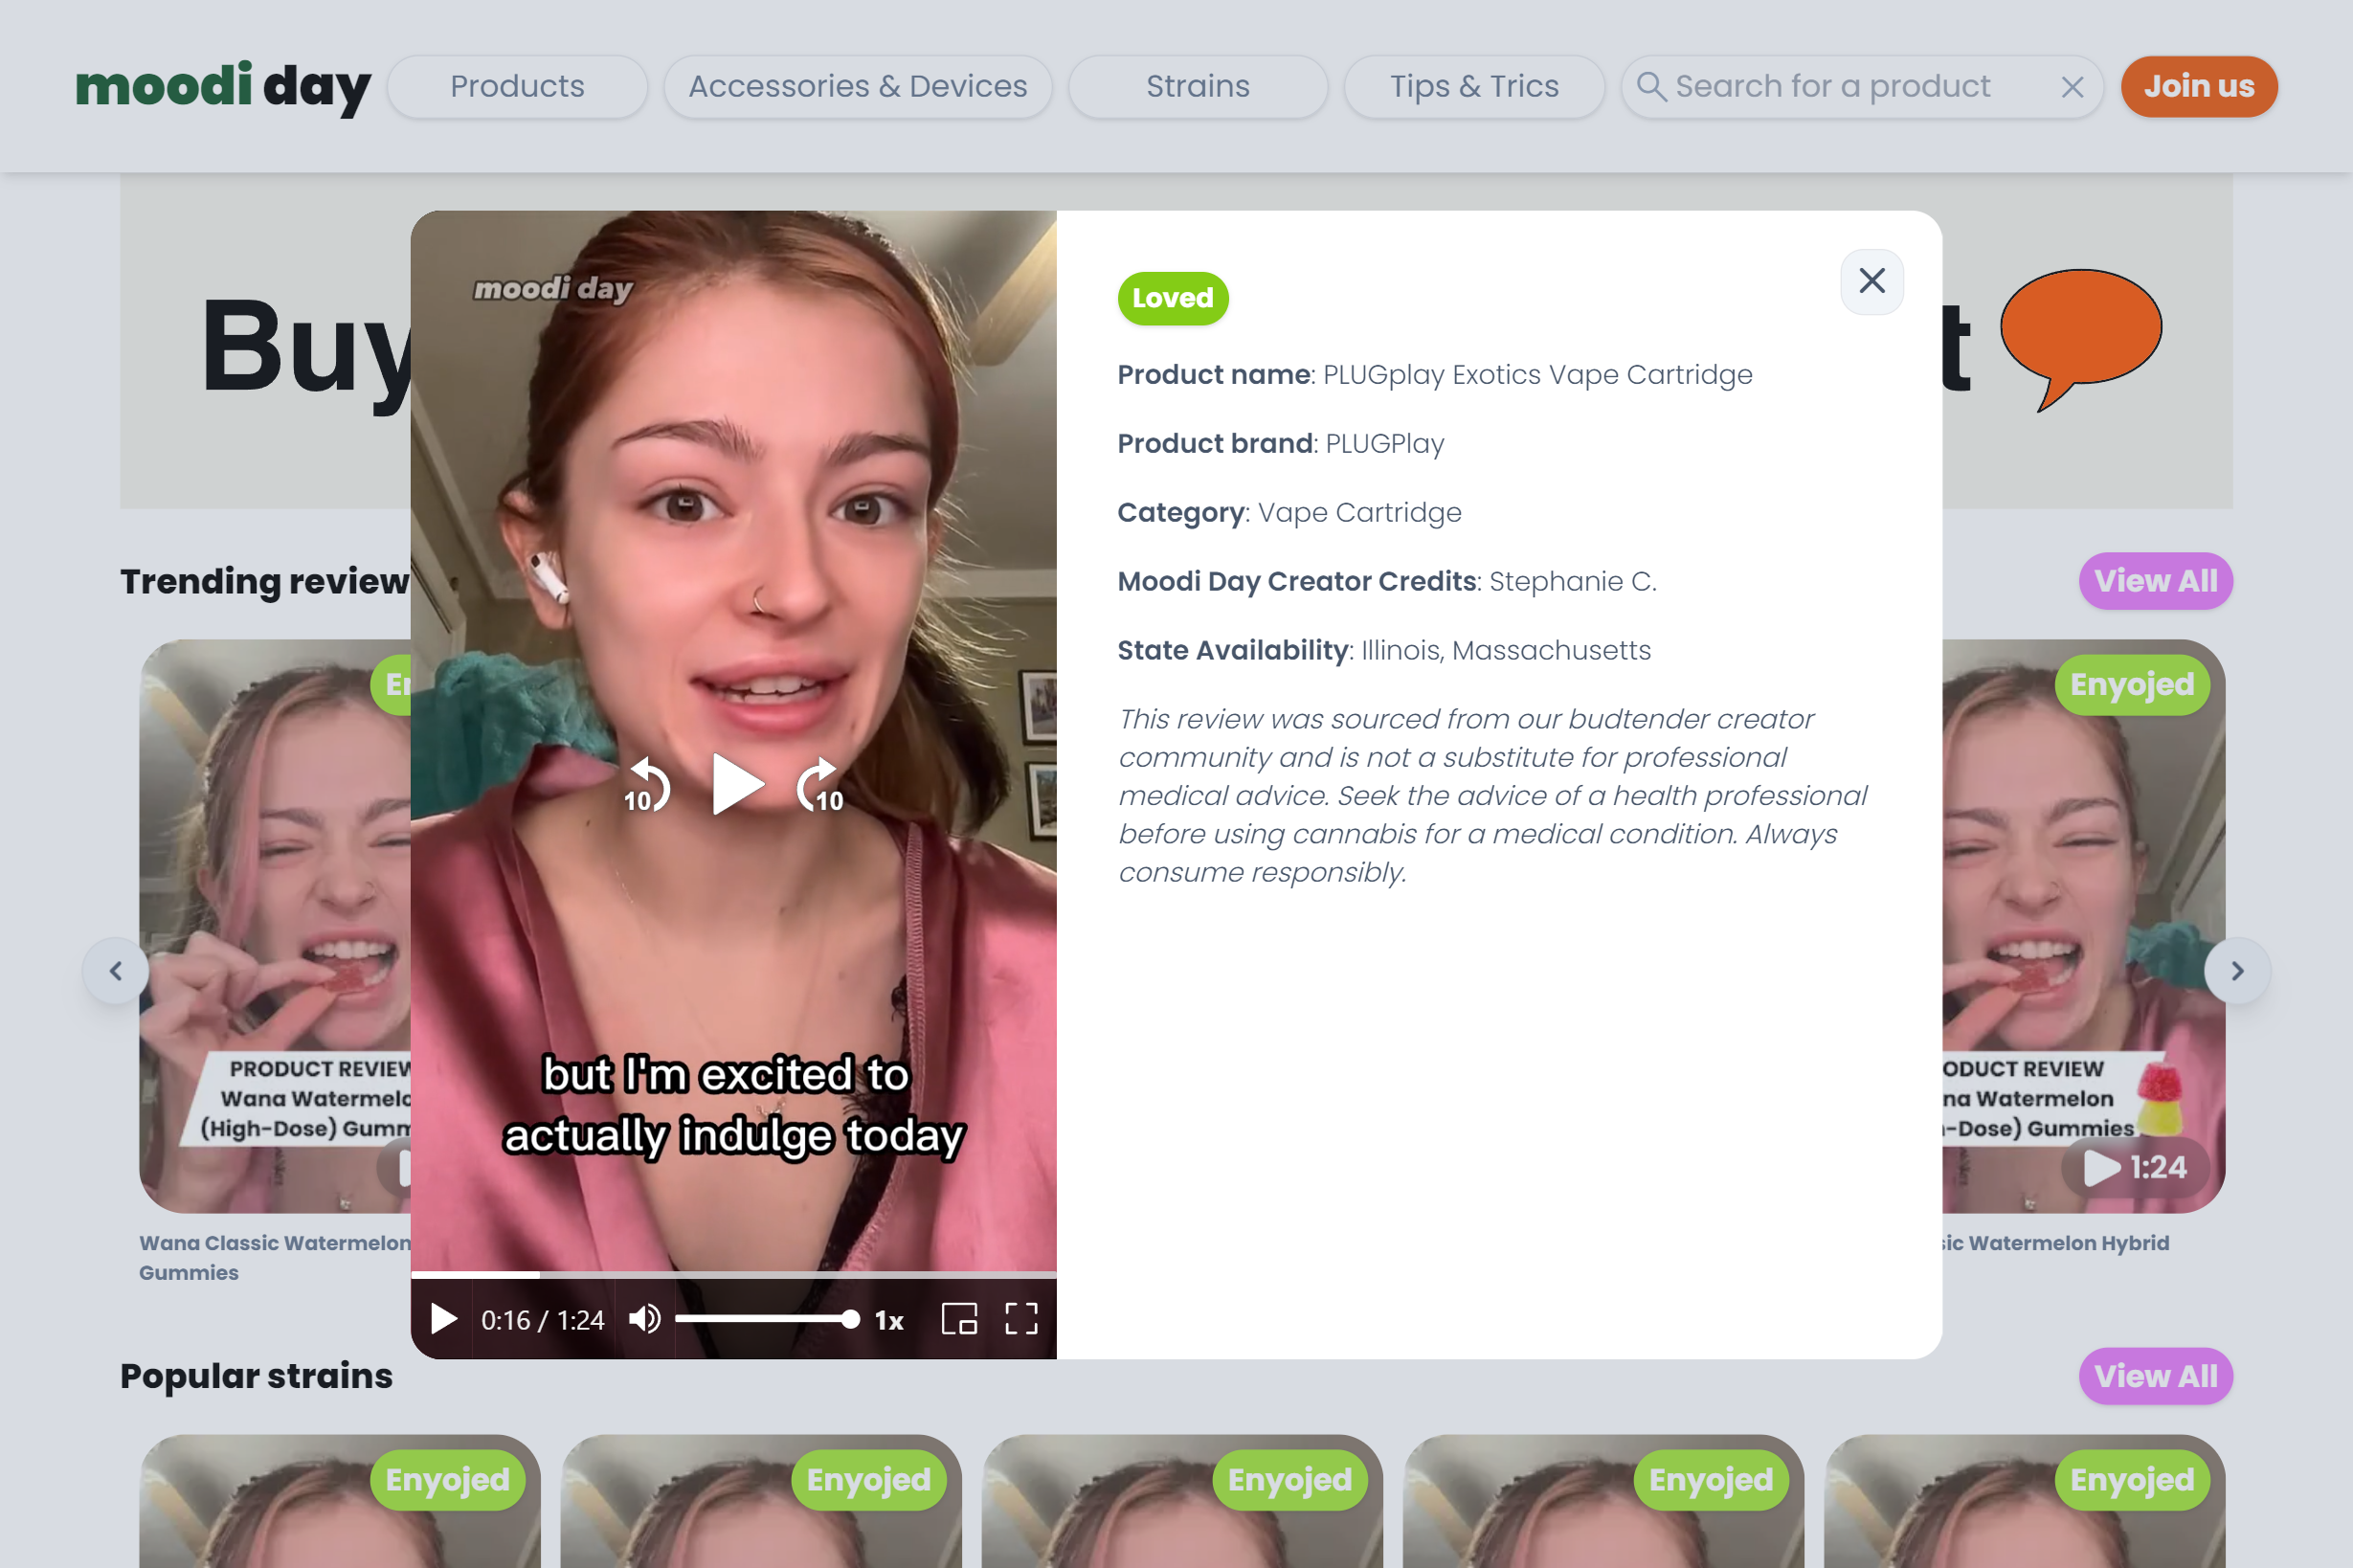 moodi day
Products
Accessories & Devices
Strains
Tips & Trics
Search for a product
Join us
Buy
t
moodi day
Loved
Product name: PLUGplay Exotics Vape Cartridge
Product brand: PLUGPlay
Category: Vape Cartridge
Moodi Day Creator Credits: Stephanie C.
State Availability: Illinois, Massachusetts
This review was sourced from our budtender creator
community and is not a substitute for professional
medical advice. Seek the advice of a health professional
before using cannabis for a medical condition. Always
consume responsibly.
10
10
but I'm excited to
actually indulge today
0:16 / 1:24
1x
Trending review
View All
Enyojed
PRODUCT REVIEW
Wana Watermelo
(High-Dose) Gumm
Wana Classic Watermelon
Gummies
ODUCT REVIEW
na Watermelon
-Dose) Gummies
1:24
sic Watermelon Hybrid
Popular strains
View All
Enyojed
Enyojed
Enyojed
Enyojed
Enyojed